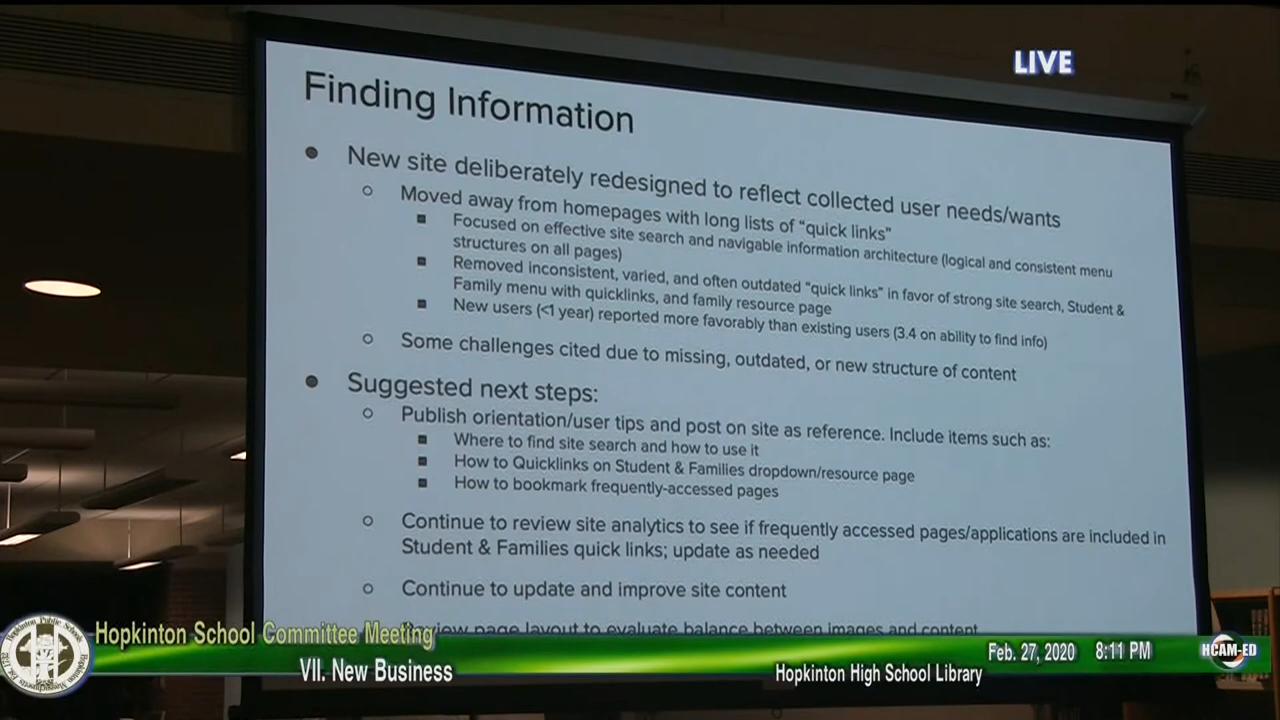 LIVE
Finding Information
● New site deliberately redesigned to reflect collected user needs/wants
○ Moved away from homepages with long lists of “quick links”
■ Focused on effective site search and navigable information architecture (logical and consistent menu
structures on all pages)
■ Removed inconsistent, varied, and often outdated “quick links” in favor of strong site search, Student &
Family menu with quicklinks, and family resource page
■ New users (<1 year) reported more favorably than existing users (3.4 on ability to find info)
○ Some challenges cited due to missing, outdated, or new structure of content
● Suggested next steps:
○ Publish orientation/user tips and post on site as reference. Include items such as:
■ Where to find site search and how to use it
■ How to Quicklinks on Student & Families dropdown/resource page
■ How to bookmark frequently-accessed pages
○ Continue to review site analytics to see if frequently accessed pages/applications are included in
Student & Families quick links; update as needed
○ Continue to update and improve site content
page layout to evaluate balance between images and content
Hopkinton School Committee Meeting
VII. New Business
Hopkinton High School Library
Feb. 27, 2020 8:11 PM
HCAM-ED